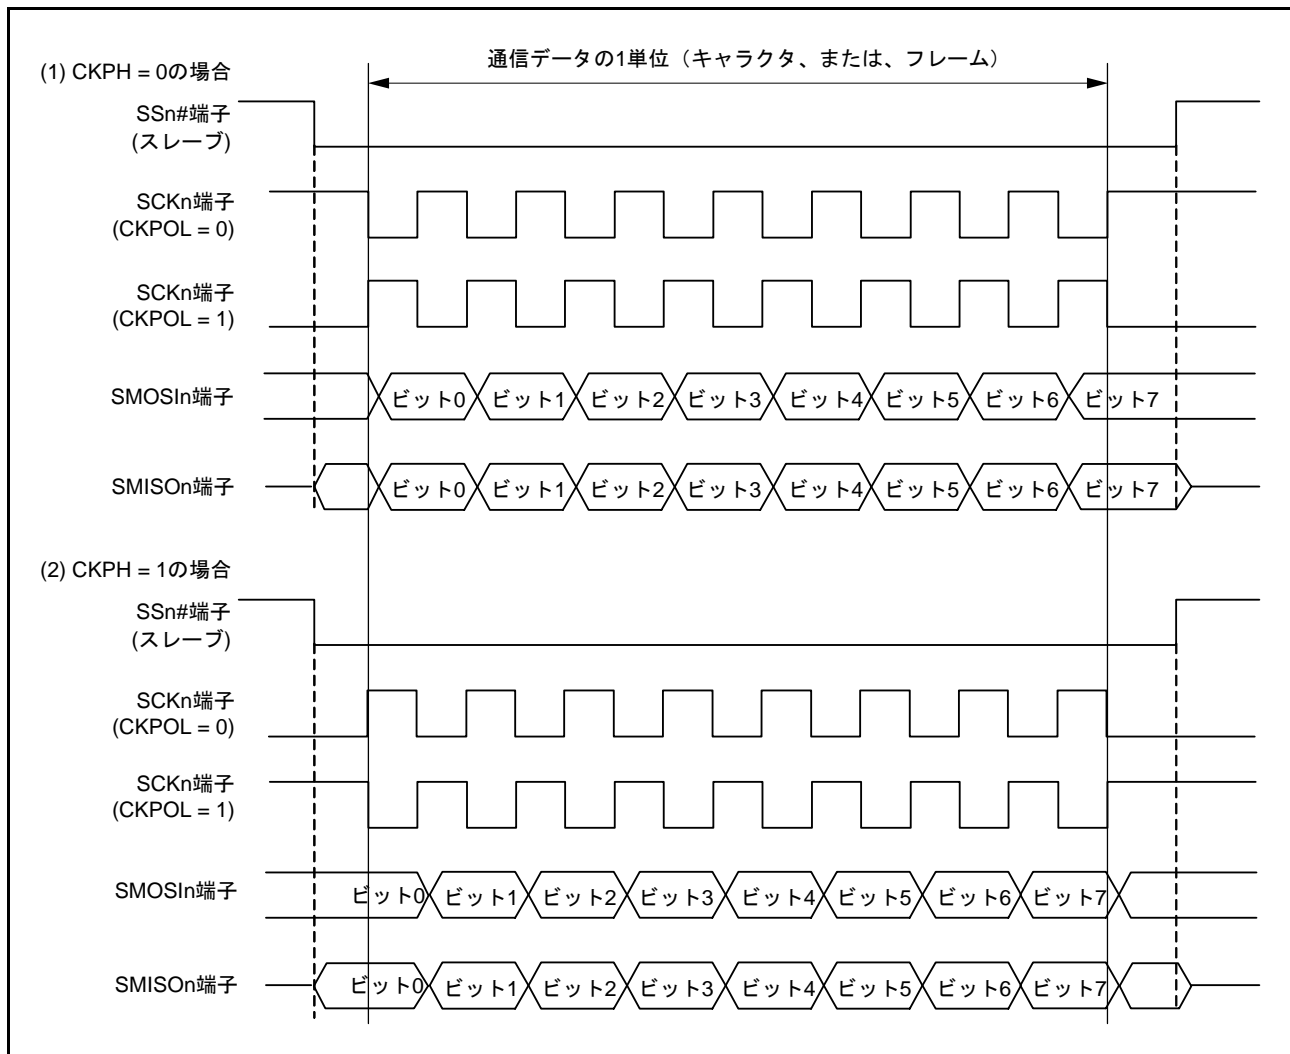 通信データの1単位（キャラクタ、または、フレーム）
(1) CKPH = 0の場合
SSn#端子
(スレーブ)
SCKn端子
(CKPOL = 0)
SCKn端子
(CKPOL = 1)
SMOSIn端子
ビット0 ビット1 ビット2 ビット3 ビット4 ビット5 ビット6 ビット7
SMISOn端子
ビット0 ビット1 ビット2 ビット3 ビット4 ビット5 ビット6 ビット7
(2) CKPH = 1の場合
SSn#端子
(スレーブ)
SCKn端子
(CKPOL = 0)
SCKn端子
(CKPOL = 1)
SMOSIn端子
ビット0 ビット1 ビット2 ビット3 ビット4 ビット5 ビット6 ビット7
SMISOn端子
ビット0 ビット1 ビット2 ビット3 ビット4 ビット5 ビット6 ビット7